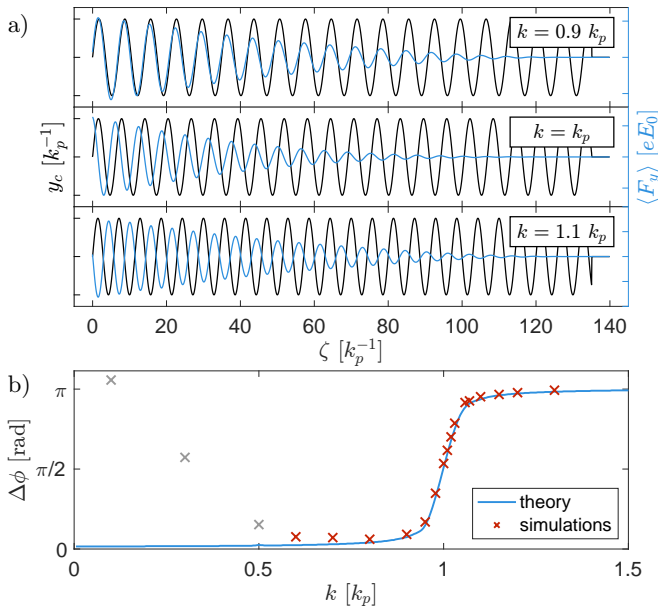 a)
k = 0.9 k_p
k = k_p
k = 1.1 k_p
y_c [k_p^{-1}]
⟨F_y⟩ [eE_0]
0 20 40 60 80 100 120 140
ζ [k_p^{-1}]
b)
π
π/2
0
Δϕ [rad]
theory
simulations
0 0.5 1 1.5
k [k_p]